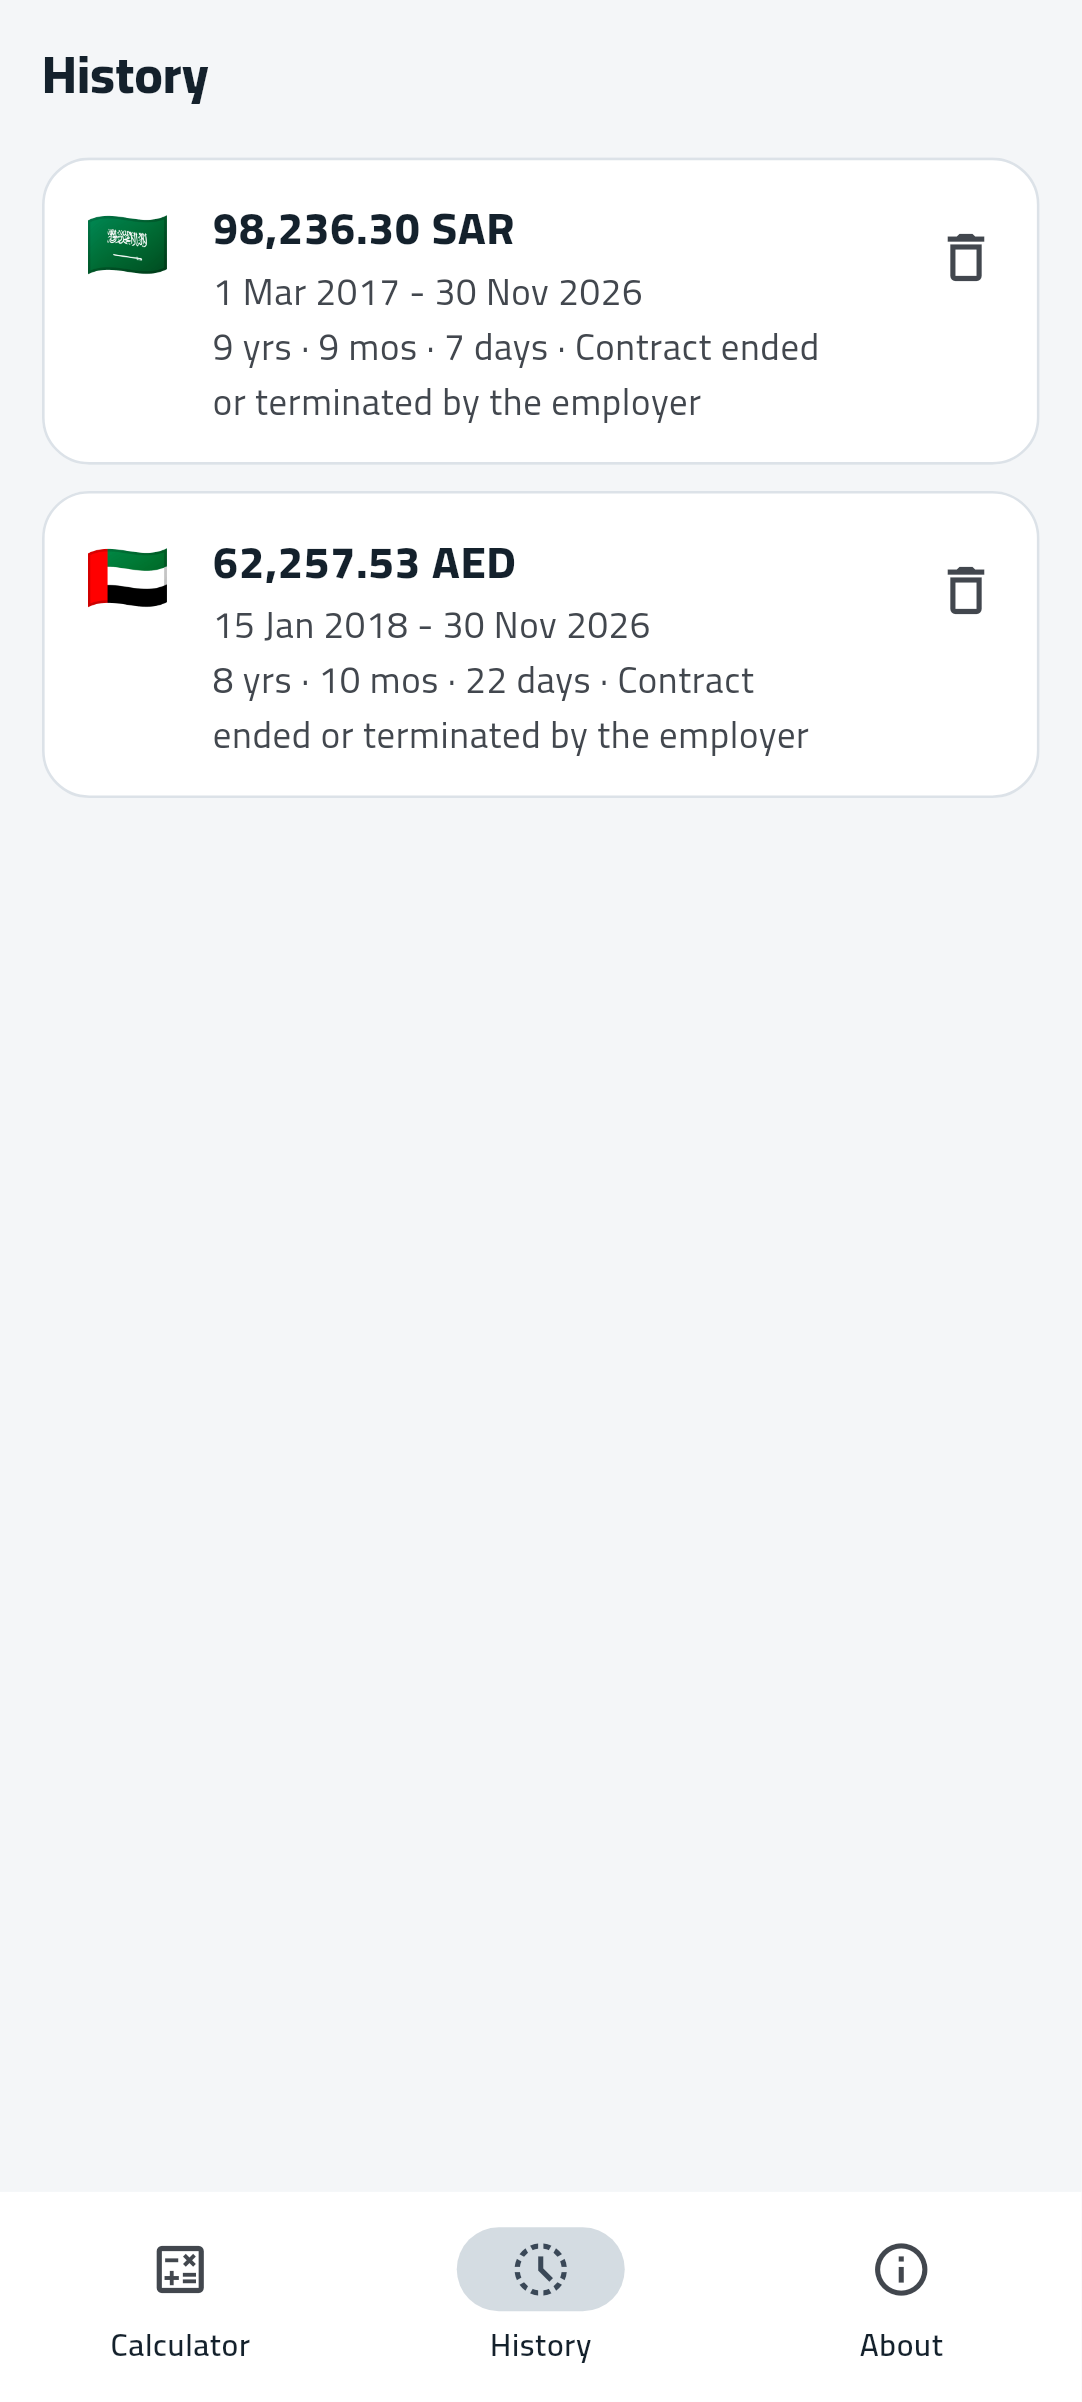 History
98,236.30 SAR
1 Mar 2017 - 30 Nov 2026
9 yrs · 9 mos · 7 days · Contract ended
or terminated by the employer
62,257.53 AED
15 Jan 2018 - 30 Nov 2026
8 yrs · 10 mos · 22 days · Contract
ended or terminated by the employer
Calculator
History
About